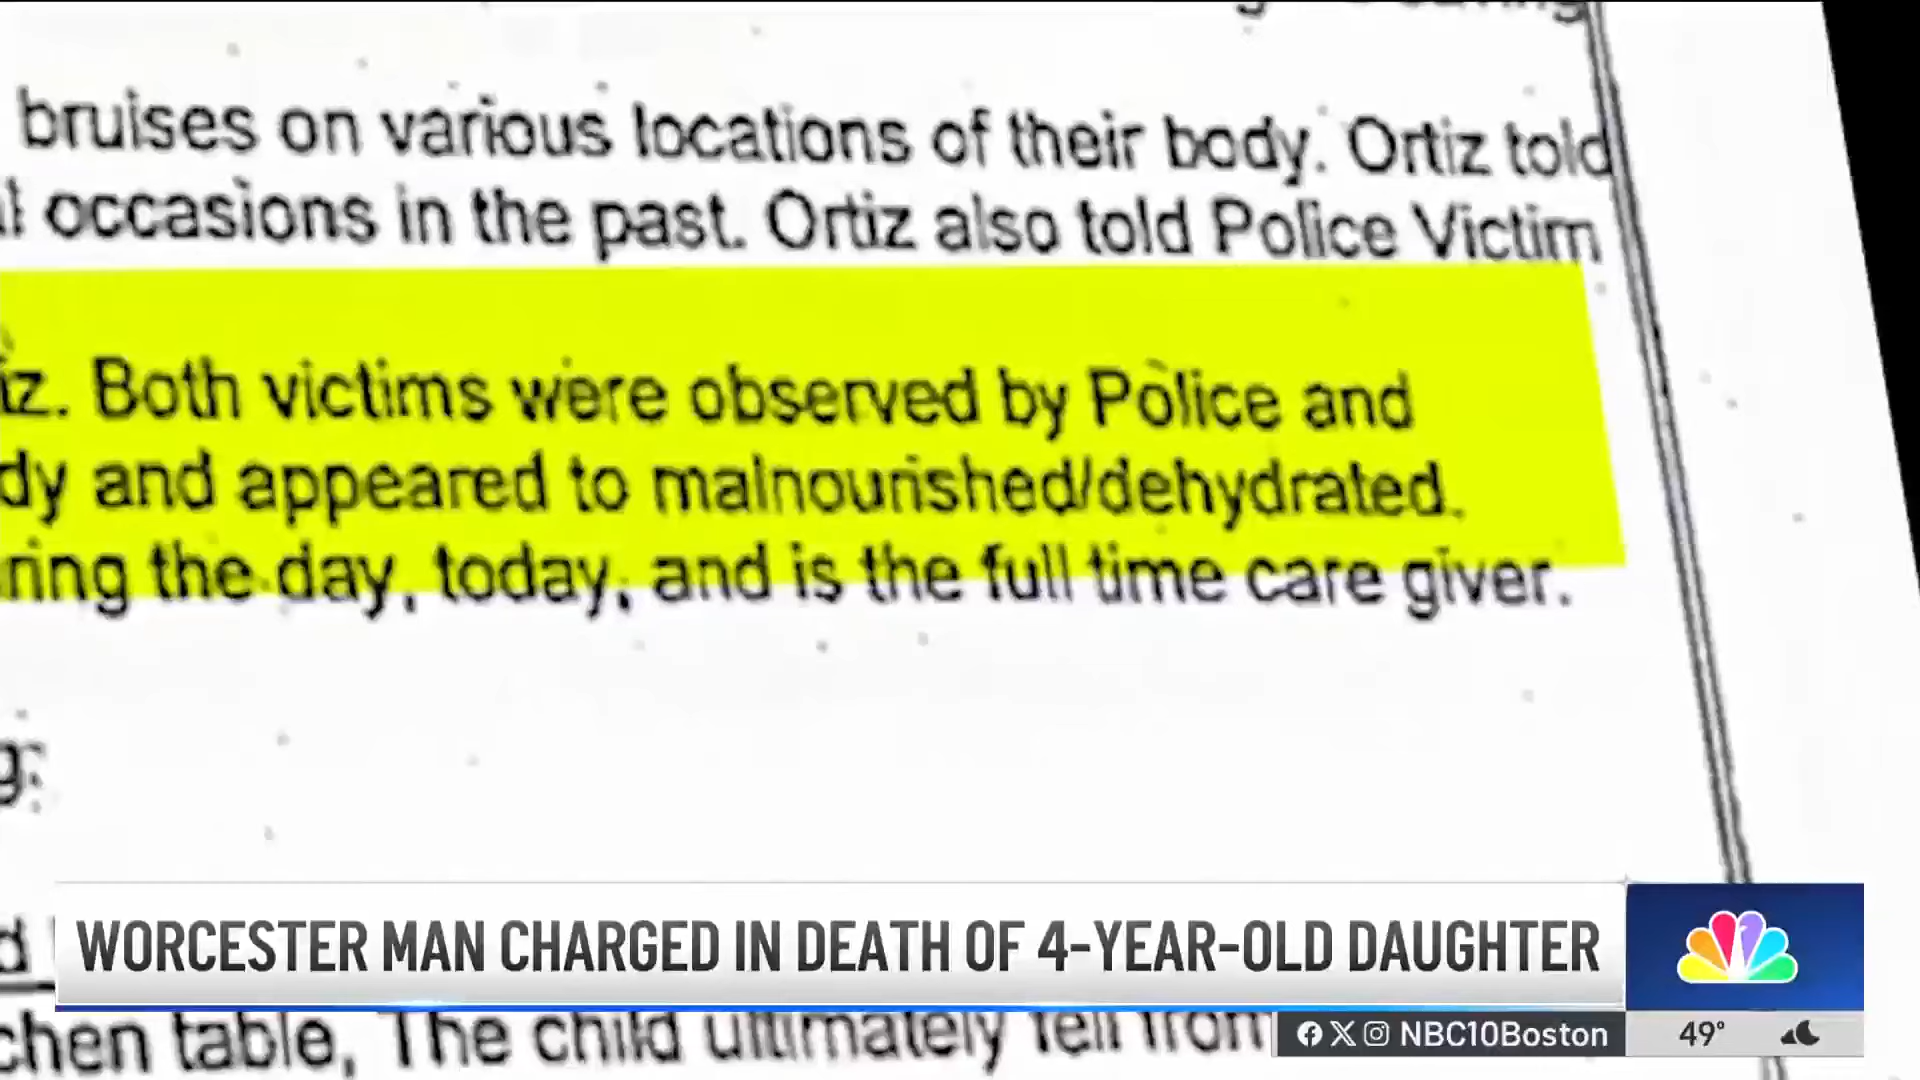 bruises on various locations of their body. Ortiz told
occasions in the past. Ortiz also told Police Victim
iz. Both victims were observed by Police and
dy and appeared to malnourished/dehydrated.
ring the day, today, and is the full time care giver.
g:
d
WORCESTER MAN CHARGED IN DEATH OF 4-YEAR-OLD DAUGHTER
chen table, The child ultimately fell from
NBC10Boston
49°